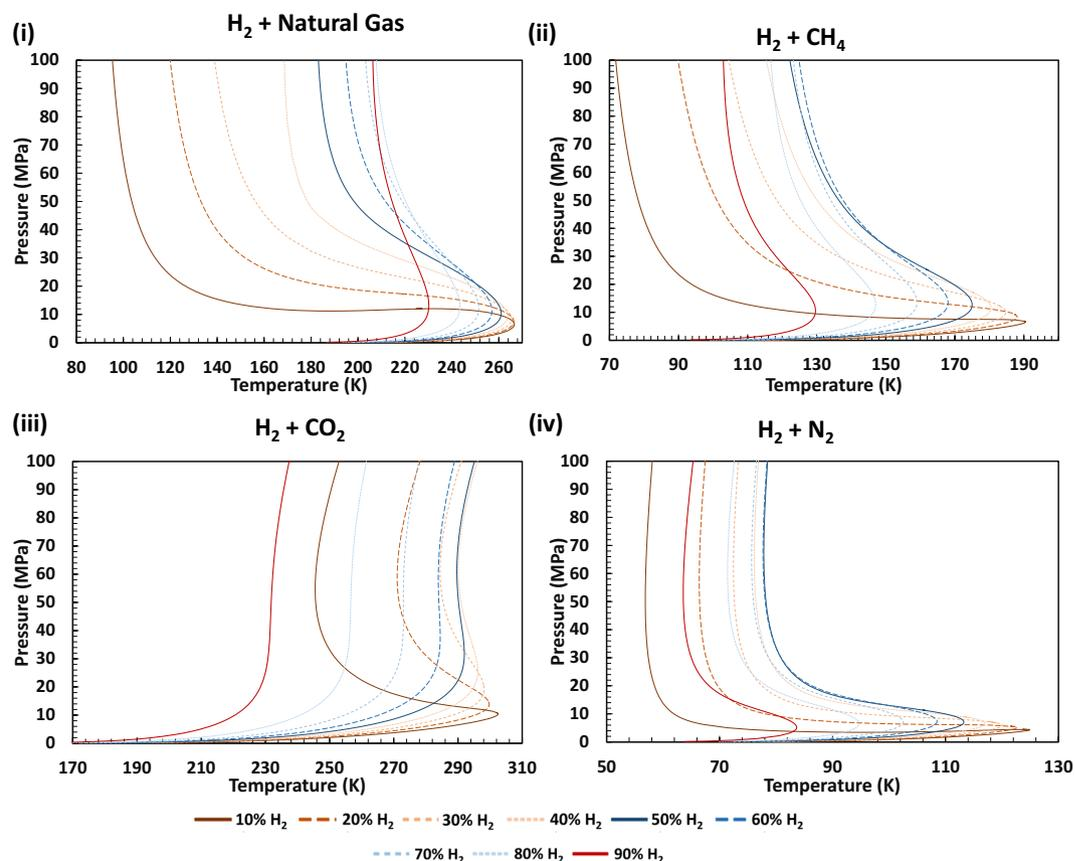 (i)
H2 + Natural Gas
100
90
80
70
60
50
40
30
20
10
0
Pressure (MPa)
80 100 120 140 160 180 200 220 240 260
Temperature (K)
(ii)
H2 + CH4
100
90
80
70
60
50
40
30
20
10
0
Pressure (MPa)
70 90 110 130 150 170 190
Temperature (K)
(iii)
H2 + CO2
100
90
80
70
60
50
40
30
20
10
0
Pressure (MPa)
170 190 210 230 250 270 290 310
Temperature (K)
(iv)
H2 + N2
100
90
80
70
60
50
40
30
20
10
0
Pressure (MPa)
50 70 90 110 130
Temperature (K)
10% H2 20% H2 30% H2 40% H2 50% H2 60% H2
70% H2 80% H2 90% H2